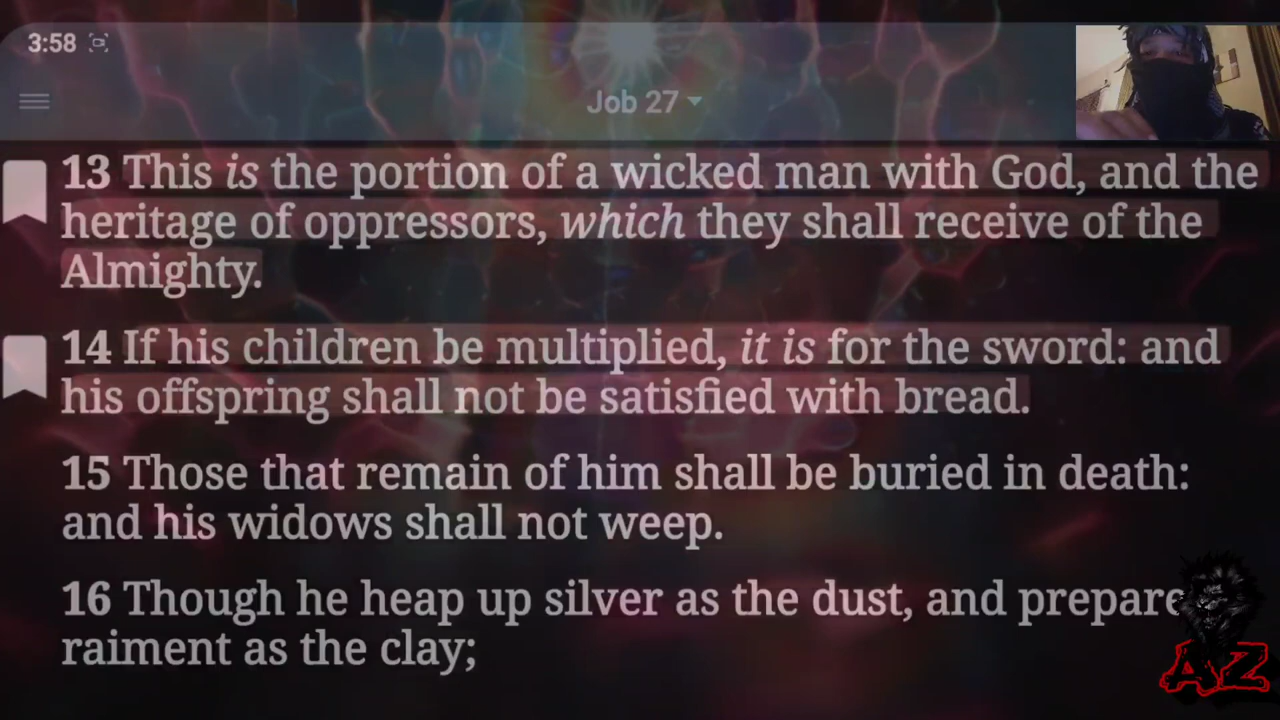 3:58
Job 27
13 This is the portion of a wicked man with God, and the
heritage of oppressors, which they shall receive of the
Almighty.
14 If his children be multiplied, it is for the sword: and
his offspring shall not be satisfied with bread.
15 Those that remain of him shall be buried in death:
and his widows shall not weep.
16 Though he heap up silver as the dust, and prepare
raiment as the clay;
AZ